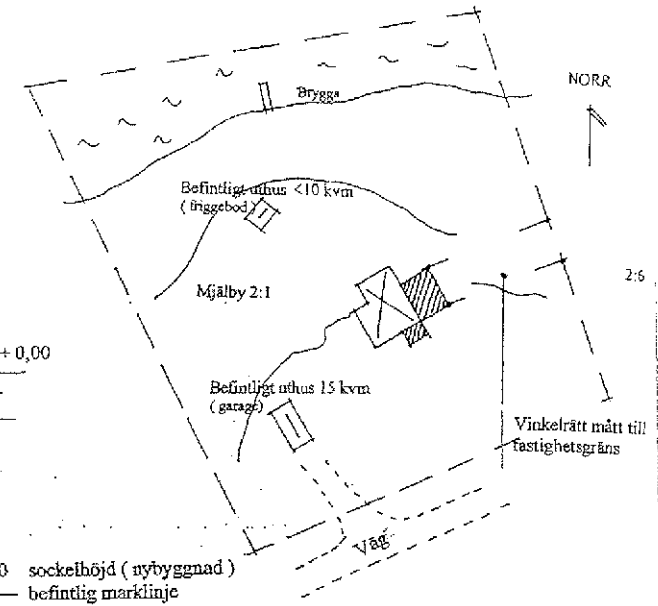 NORR
Brygga
Befintligt uthus <10 kvm
( friggebod )
Mjälby 2:1
2:6
+ 0,00
Befintligt uthus 15 kvm
( garage)
Vinkelrätt mått till
fastighetsgräns
Väg
0 sockelhöjd ( nybyggnad )
befintlig marklinje